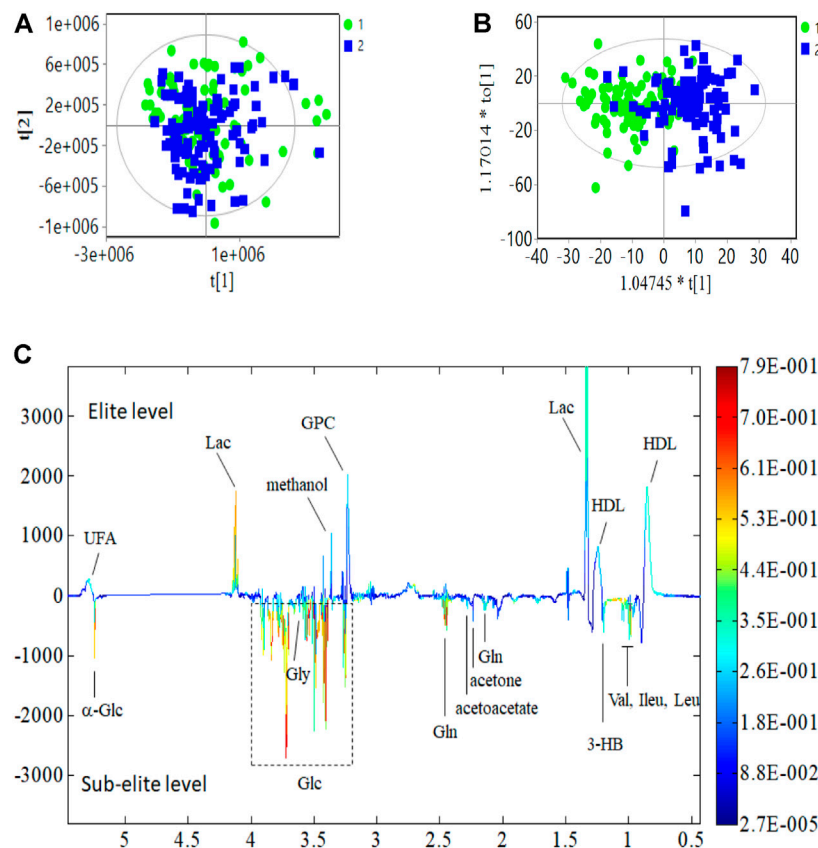 A
1e+006
6e+005
2e+005
-2e+005
-6e+005
-1e+006
t[2]
-3e+006
1e+006
t[1]
1
2
B
60
20
-20
-60
-100
1.17014 * to[1]
-40
-30
-20
-10
0
10
20
30
40
1.04745 * t[1]
1
2
C
3000
2000
1000
0
-1000
-2000
-3000
Elite level
Sub-elite level
UFA
α-Glc
Lac
methanol
GPC
Gly
Glc
Gln
acetoacetate
acetone
Gln
Lac
HDL
HDL
3-HB
Val, Ileu, Leu
5
4.5
4
3.5
3
2.5
2
1.5
1
0.5
7.9E-001
7.0E-001
6.1E-001
5.3E-001
4.4E-001
3.5E-001
2.6E-001
1.8E-001
8.8E-002
2.7E-005